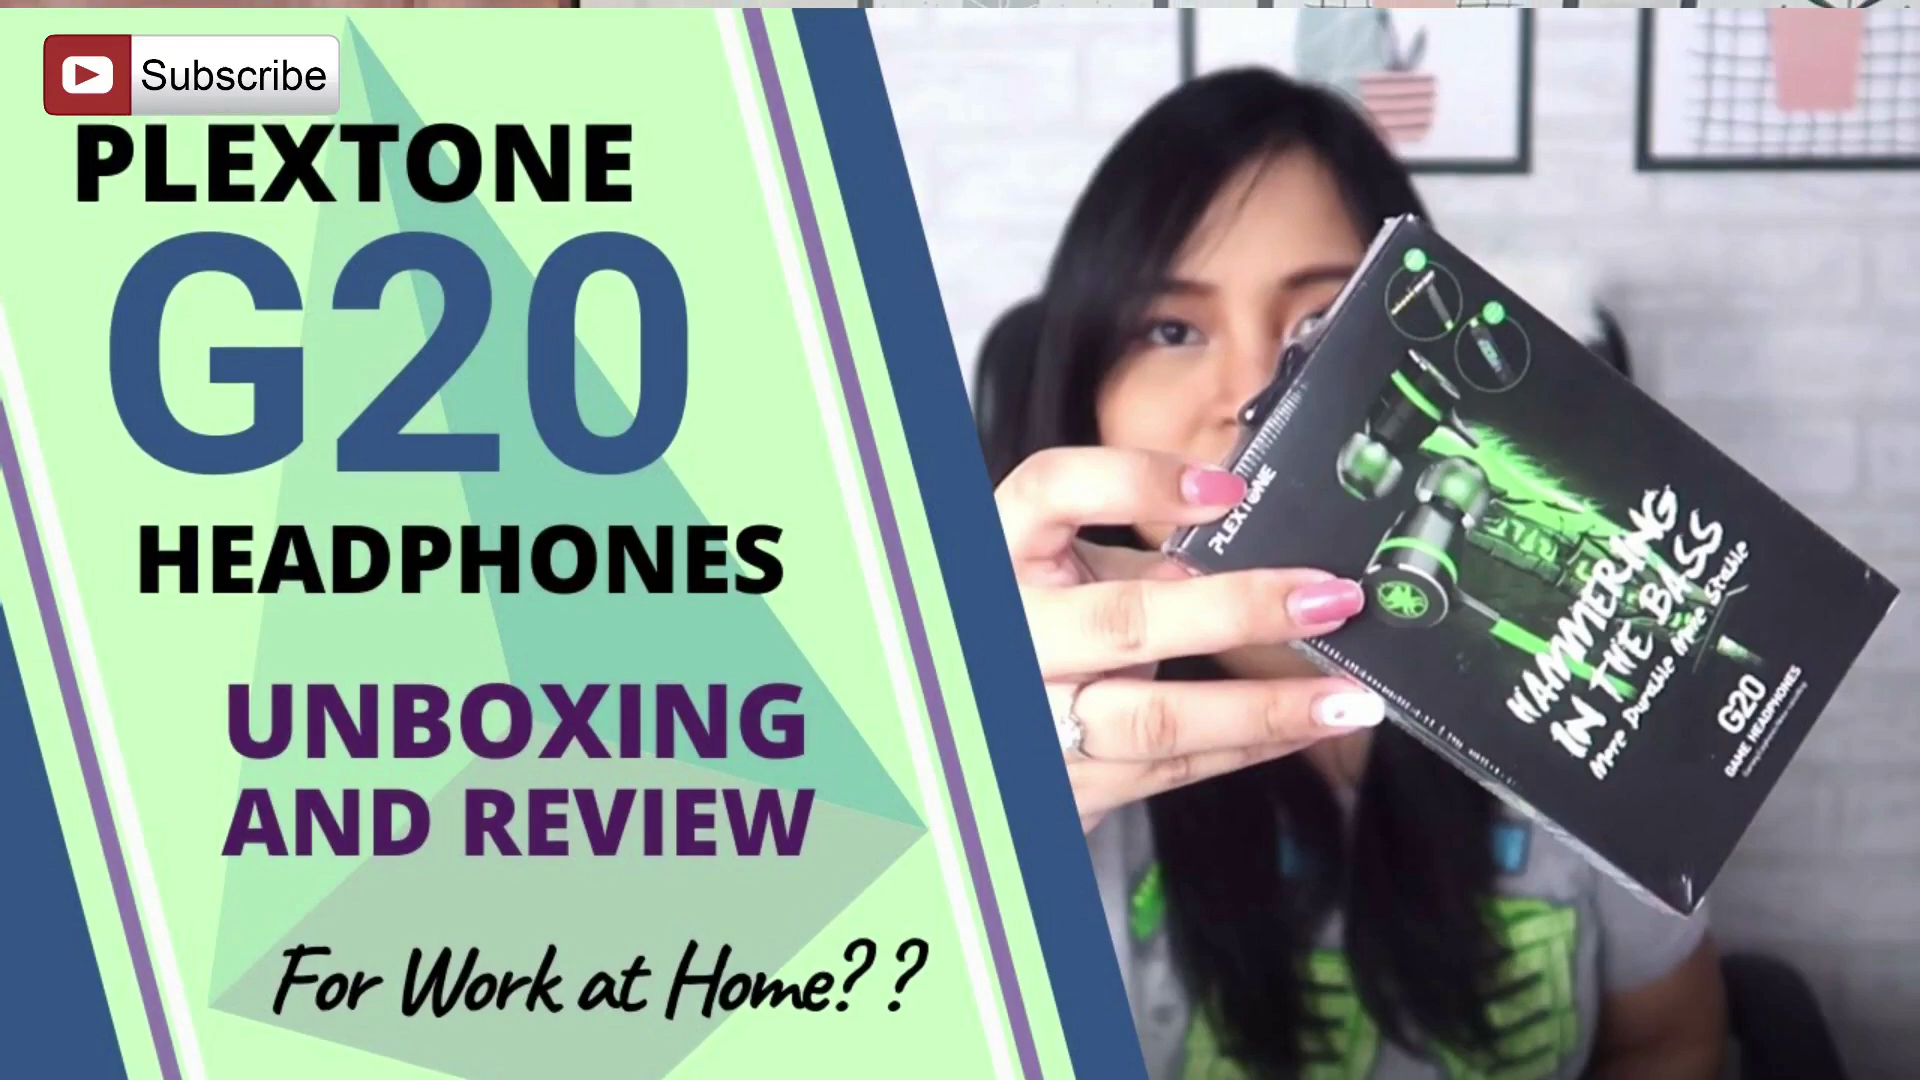 Subscribe
PLEXTONE
G20
HEADPHONES
UNBOXING
AND REVIEW
For Work at Home??
PLEXTONE
HAMMERING
IN THE BASS
More Durable More Stable
G20
GAME HEADPHONES